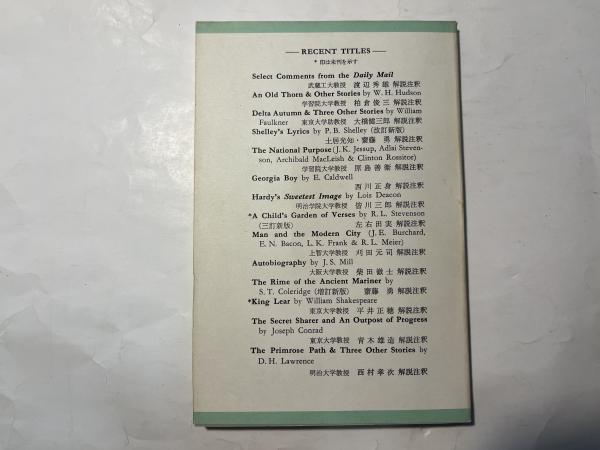 — RECENT TITLES —
* 印は未刊を示す
Select Comments from the Daily Mail
武蔵工大教授 渡辺秀雄 解説注釈
An Old Thorn & Other Stories by W. H. Hudson
学習院大学教授 柏倉俊三 解説注釈
Delta Autumn & Three Other Stories by William
Faulkner 東京大学助教授 大橋健三郎 解説注釈
Shelley's Lyrics by P. B. Shelley (改訂新版)
土居光知・齋藤 勇 解説注釈
The National Purpose (J. K. Jessup, Adlai Steven-
son, Archibald MacLeish & Clinton Rossitor)
学習院大学教授 原島善衛 解説注釈
Georgia Boy by E. Caldwell
西川正身 解説注釈
Hardy's Sweetest Image by Lois Deacon
明治学院大学教授 皆川三郎 解説注釈
*A Child's Garden of Verses by R. L. Stevenson
(三訂新版) 左右田実 解説注釈
Man and the Modern City (J. E. Burchard,
E. N. Bacon, L. K. Frank & R. L. Meier)
上智大学教授 刈田元司 解説注釈
Autobiography by J. S. Mill
大阪大学教授 柴田徹士 解説注釈
The Rime of the Ancient Mariner by
S. T. Coleridge (増訂新版) 齋藤 勇 解説注釈
*King Lear by William Shakespeare
東京大学教授 平井正穂 解説注釈
The Secret Sharer and An Outpost of Progress
by Joseph Conrad
東京大学教授 青木雄造 解説注釈
The Primrose Path & Three Other Stories by
D. H. Lawrence
明治大学教授 西村孝次 解説注釈